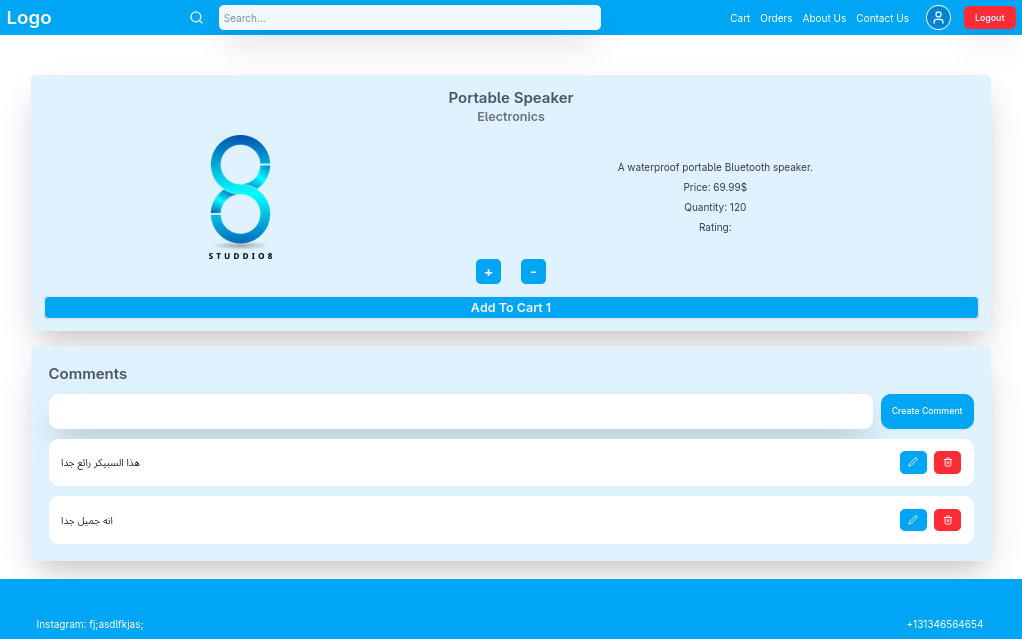 Logo
Search...
Cart Orders About Us Contact Us
Logout
Portable Speaker
Electronics
STUDDIO8
A waterproof portable Bluetooth speaker.
Price: 69.99$
Quantity: 120
Rating:
+ -
Add To Cart 1
Comments
Create Comment
هذا السبيكر رائع جدا
انه جميل جدا
Instagram: fj;asdlfkjas;
+131346564654